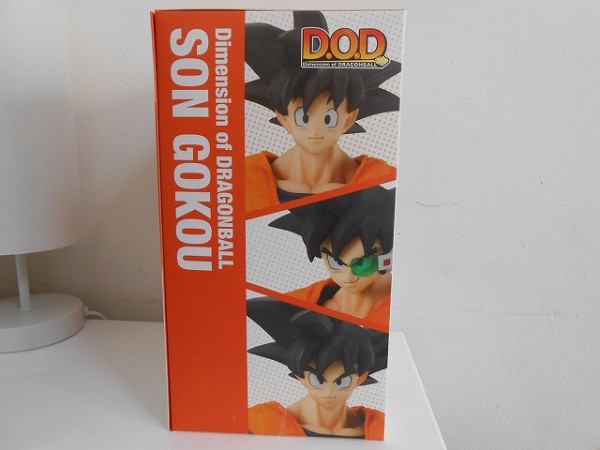 D.O.D
Dimension of DRAGONBALL
Dimension of DRAGONBALL
SON GOKOU